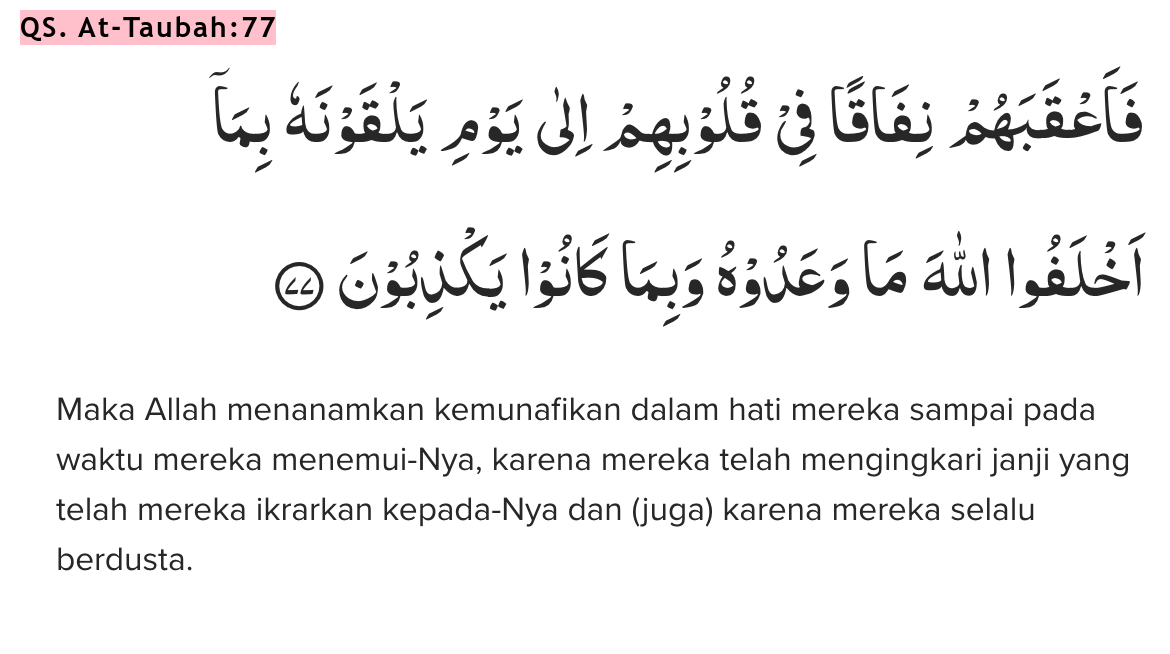 QS. At-Taubah:77
فَاَعْقَبَهُمْ نِفَاقًا فِيْ قُلُوْبِهِمْ اِلٰى يَوْمِ يَلْقَوْنَهٗ بِمَآ
اَخْلَفُوا اللّٰهَ مَا وَعَدُوْهُ وَبِمَا كَانُوْا يَكْذِبُوْنَ ٧٧
Maka Allah menanamkan kemunafikan dalam hati mereka sampai pada
waktu mereka menemui-Nya, karena mereka telah mengingkari janji yang
telah mereka ikrarkan kepada-Nya dan (juga) karena mereka selalu
berdusta.